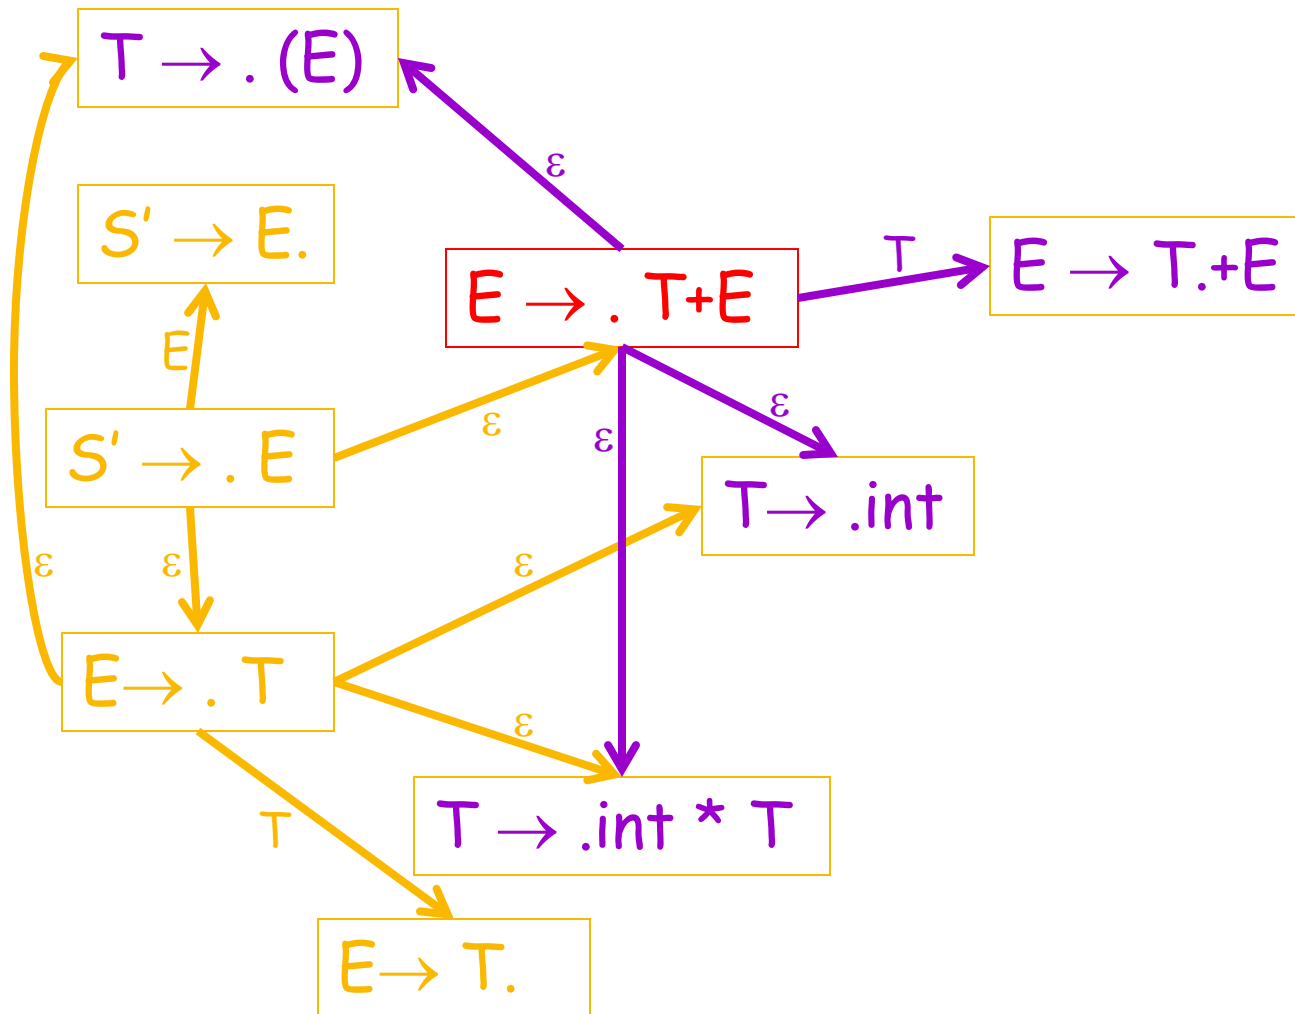 T → . (E)
ε
S' → E.
T
E → T.+E
E → . T+E
E
ε
ε
ε
S' → . E
T→ .int
ε
ε
ε
E→ . T
ε
T
T → .int * T
E→ T.